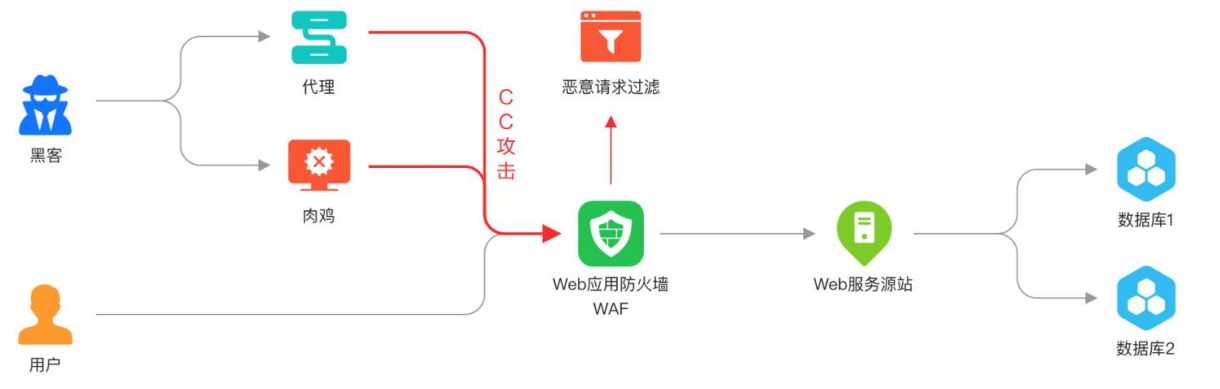 代理
恶意请求过滤
黑客
CC攻击
肉鸡
数据库1
Web应用防火墙
WAF
Web服务源站
用户
数据库2